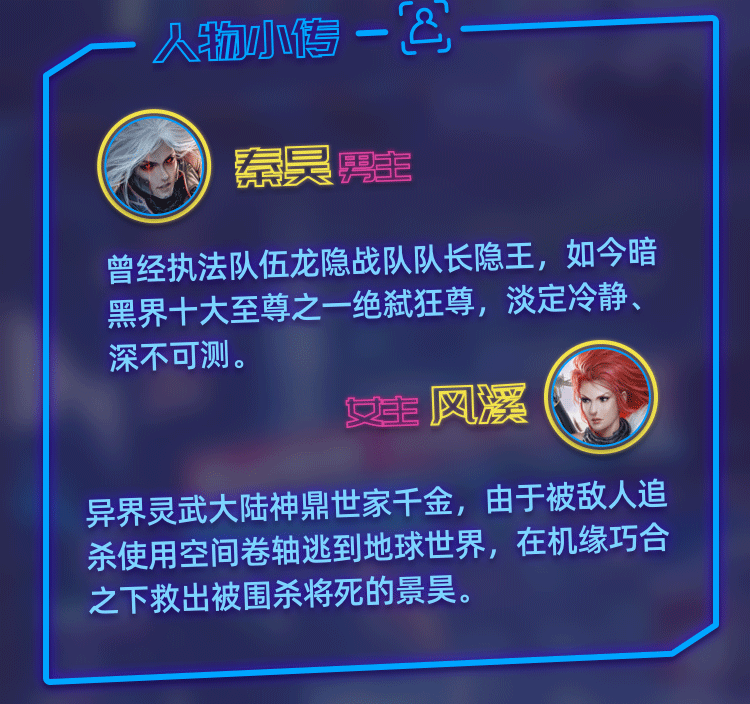 人物小传
秦昊 男主
曾经执法队伍龙隐战队队长隐王，如今暗
黑界十大至尊之一绝弑狂尊，淡定冷静、
深不可测。
女主 风溪
异界灵武大陆神鼎世家千金，由于被敌人追
杀使用空间卷轴逃到地球世界，在机缘巧合
之下救出被围杀将死的景昊。